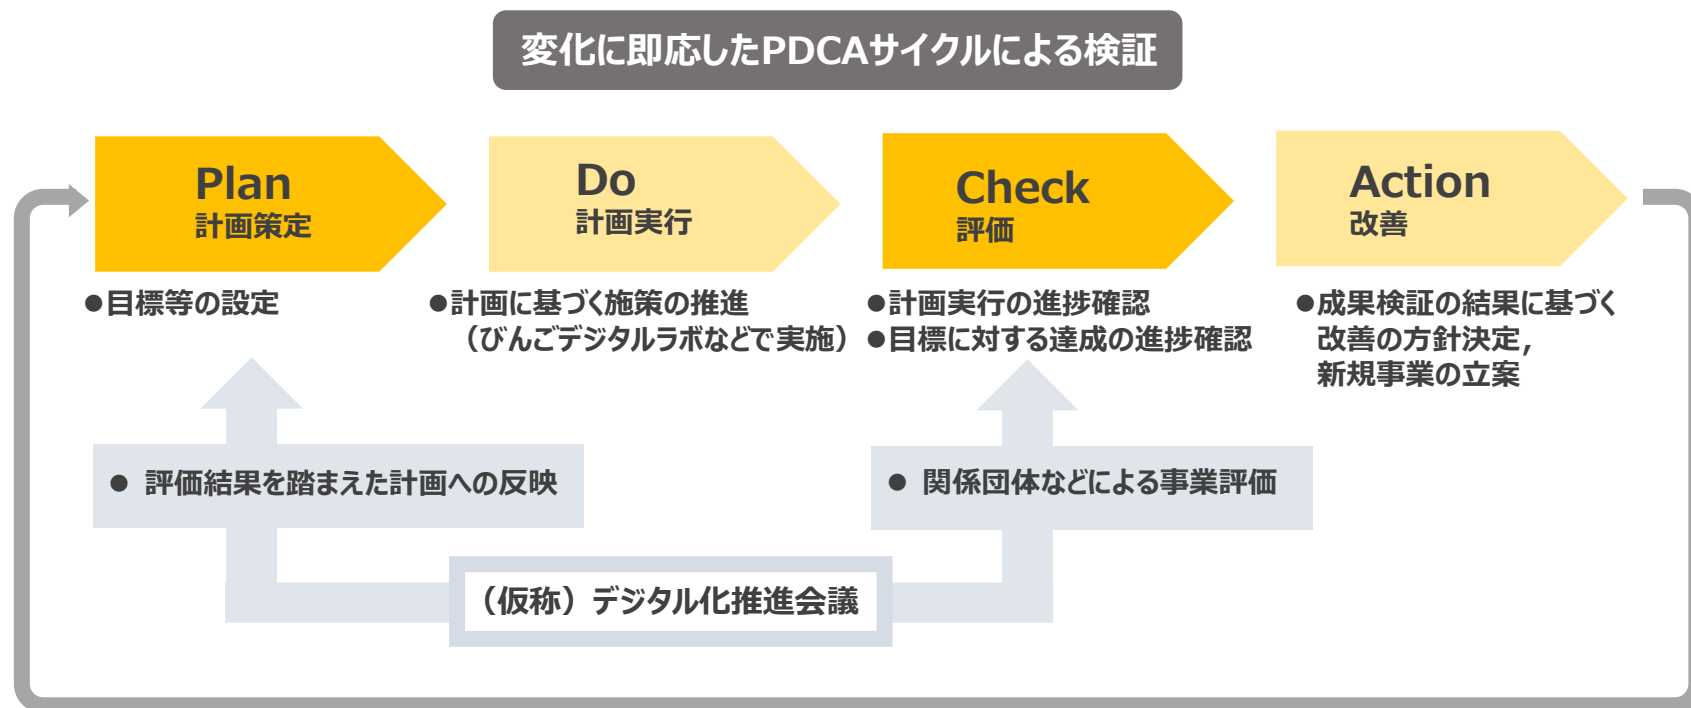 変化に即応したPDCAサイクルによる検証
Plan
計画策定
Do
計画実行
Check
評価
Action
改善
●目標等の設定
●計画に基づく施策の推進
（びんごデジタルラボなどで実施）
●計画実行の進捗確認
●目標に対する達成の進捗確認
●成果検証の結果に基づく
改善の方針決定，
新規事業の立案
● 評価結果を踏まえた計画への反映
● 関係団体などによる事業評価
（仮称）デジタル化推進会議